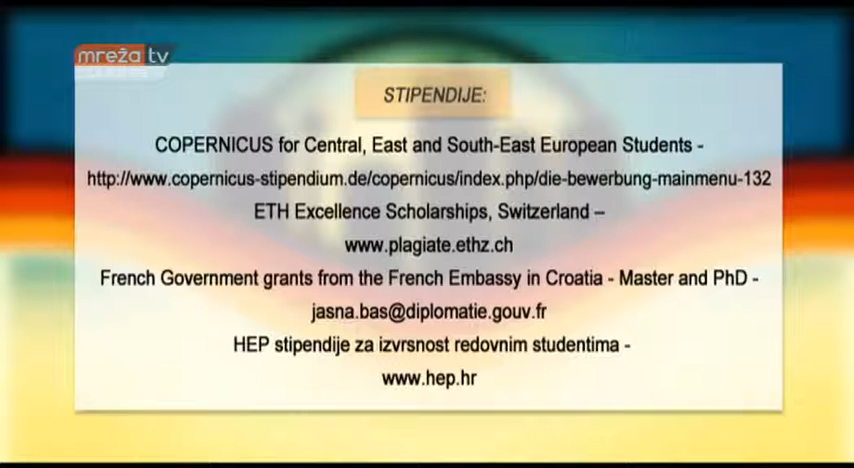 mreža tv
STIPENDIJE:
COPERNICUS for Central, East and South-East European Students -
http://www.copernicus-stipendium.de/copernicus/index.php/die-bewerbung-mainmenu-132
ETH Excellence Scholarships, Switzerland –
www.plagiate.ethz.ch
French Government grants from the French Embassy in Croatia - Master and PhD -
jasna.bas@diplomatie.gouv.fr
HEP stipendije za izvrsnost redovnim studentima -
www.hep.hr